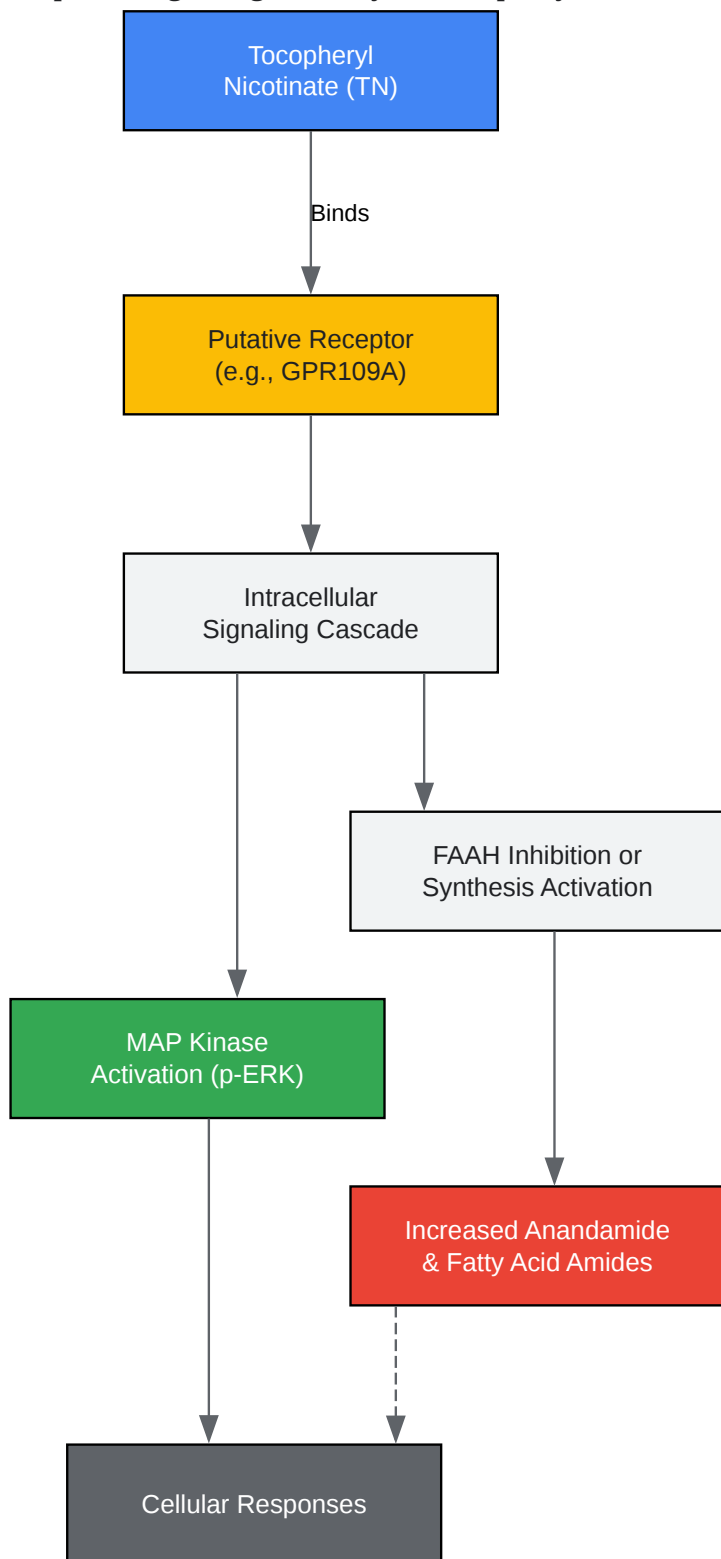 Tocopheryl
Nicotinate (TN)
Binds
Putative Receptor
(e.g., GPR109A)
Intracellular
Signaling Cascade
FAAH Inhibition or
Synthesis Activation
MAP Kinase
Activation (p-ERK)
Increased Anandamide
& Fatty Acid Amides
Cellular Responses